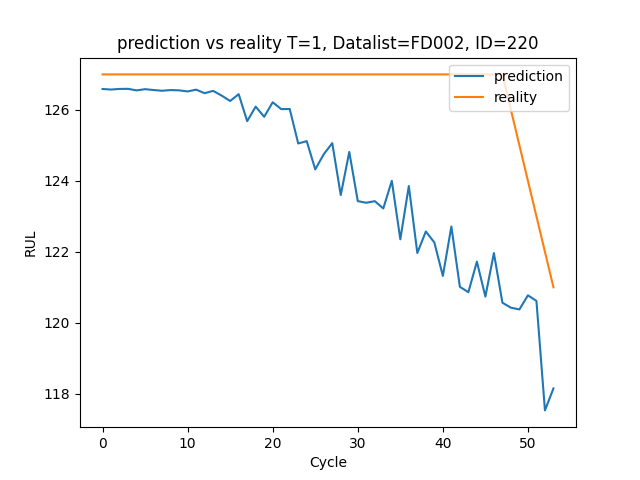 prediction vs reality T=1, Datalist=FD002, ID=220
prediction
reality
RUL
126
124
122
120
118
0 10 20 30 40 50
Cycle